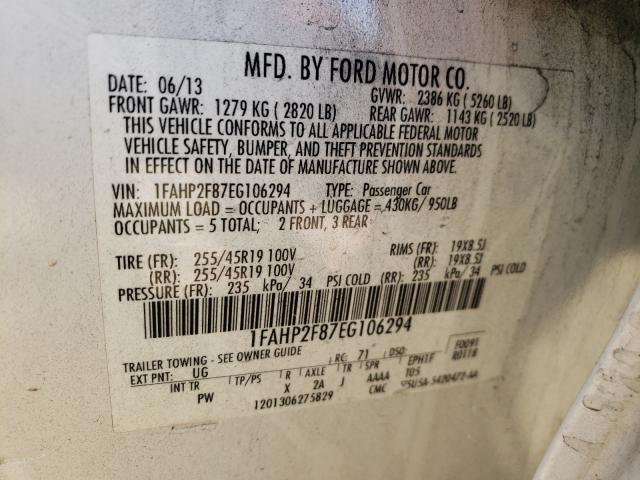 MFD. BY FORD MOTOR CO.
DATE: 06/13 GVWR: 2386 KG ( 5260 LB)
FRONT GAWR: 1279 KG ( 2820 LB) REAR GAWR: 1143 KG ( 2520 LB)
THIS VEHICLE CONFORMS TO ALL APPLICABLE FEDERAL MOTOR
VEHICLE SAFETY, BUMPER, AND THEFT PREVENTION STANDARDS
IN EFFECT ON THE DATE OF MANUFACTURE SHOWN ABOVE.
VIN: 1FAHP2F87EG106294 TYPE: Passenger Car
MAXIMUM LOAD = OCCUPANTS + LUGGAGE = 430KG/ 950LB
OCCUPANTS = 5 TOTAL; 2 FRONT, 3 REAR
TIRE (FR): 255/45R19 100V RIMS (FR): 19X8.5J
(RR): 255/45R19 100V (RR): 19X8.5J
PRESSURE (FR): 235 kPa/ 34 PSI COLD (RR): 235 kPa/ 34 PSI COLD
1FAHP2F87EG106294
TRAILER TOWING - SEE OWNER GUIDE RC: 71 DSO: F0091
EXT PNT: UG R0118
INT TR TP/PS R AXLE TR SPR EPH1F
PW X 2A J AAAA T05
1201306275829 CMC